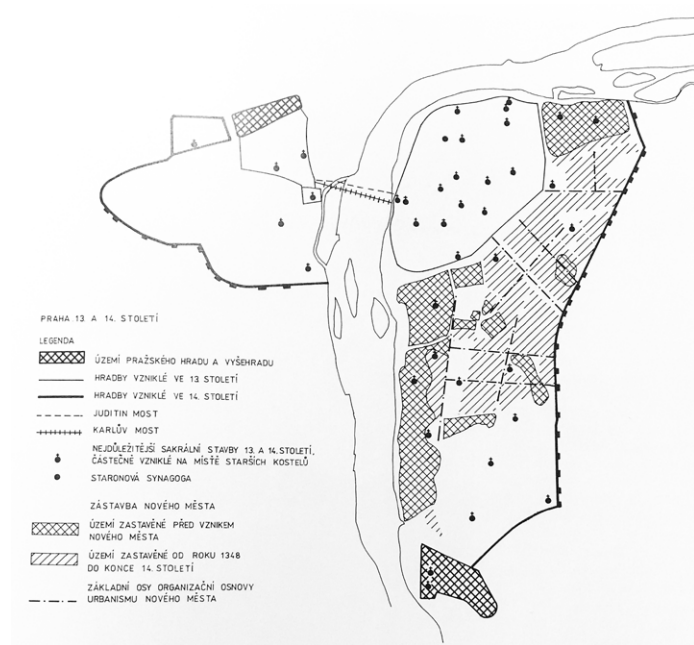 PRAHA 13 A 14. STOLETÍ
LEGENDA
ÚZEMÍ PRAŽSKÉHO HRADU A VYŠEHRADU
HRADBY VZNIKLÉ VE 13 STOLETÍ
HRADBY VZNIKLÉ VE 14. STOLETÍ
JUDITIN MOST
KARLŮV MOST
NEJDŮLEŽITĚJŠÍ SAKRÁLNÍ STAVBY 13. A 14. STOLETÍ,
ČÁSTEČNĚ VZNIKLÉ NA MÍSTĚ STARŠÍCH KOSTELŮ
STARONOVÁ SYNAGOGA
ZÁSTAVBA NOVÉHO MĚSTA
ÚZEMÍ ZASTAVĚNÉ PŘED VZNIKEM
NOVÉHO MĚSTA
ÚZEMÍ ZASTAVĚNÉ OD ROKU 1348
DO KONCE 14. STOLETÍ
ZÁKLADNÍ OSY ORGANIZAČNÍ OSNOVY
URBANISMU NOVÉHO MĚSTA